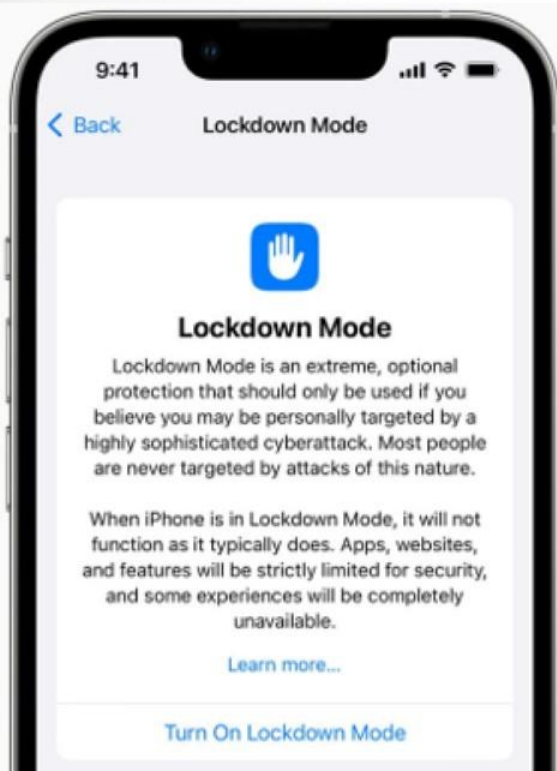 9:41
Back
Lockdown Mode
Lockdown Mode
Lockdown Mode is an extreme, optional
protection that should only be used if you
believe you may be personally targeted by a
highly sophisticated cyberattack. Most people
are never targeted by attacks of this nature.
When iPhone is in Lockdown Mode, it will not
function as it typically does. Apps, websites,
and features will be strictly limited for security,
and some experiences will be completely
unavailable.
Learn more...
Turn On Lockdown Mode